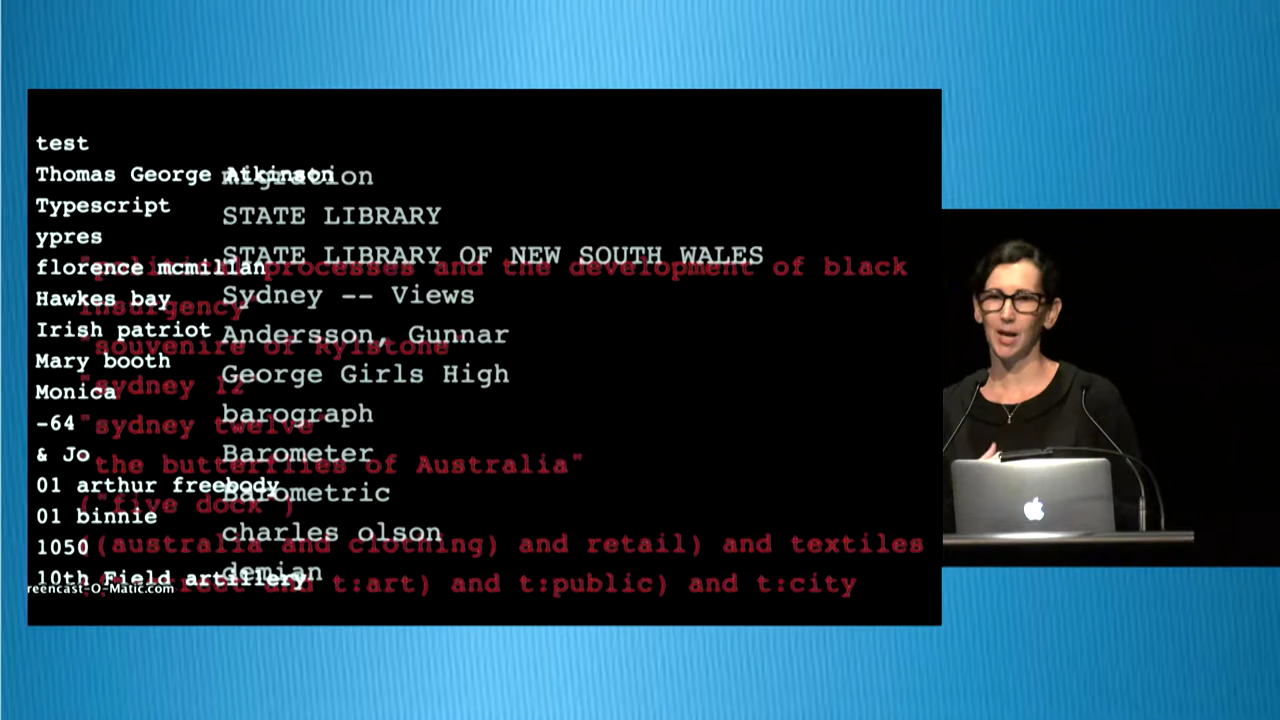 test
Thomas George Atkinson
Typescript
ypres
florence mcmillan
Hawkes bay
Irish patriot
Mary booth
Monica
-64
& Jo
01 arthur freebody
01 binnie
1050
10th Field artillery
migration
STATE LIBRARY
STATE LIBRARY OF NEW SOUTH WALES
Sydney -- Views
Andersson, Gunnar
George Girls High
barograph
Barometer
Barometric
charles olson
demian
"political processes and the development of black
insurgency"
"souvenire of Rylstone"
"sydney 12"
"sydney twelve"
"the butterflies of Australia"
("five dock")
((australia and clothing) and retail) and textiles
and t:art) and t:public) and t:city
reencast-O-Matic.com